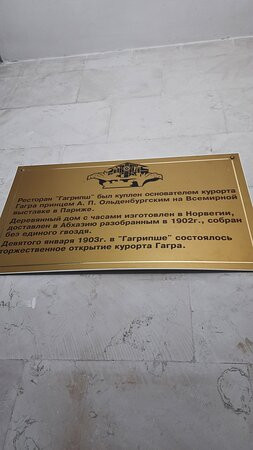 Ресторан "Гагрипш" был куплен основателем курорта
Гагра принцем А. П. Ольденбургским на Всемирной
выставке в Париже.
Деревянный дом с часами изготовлен в Норвегии,
доставлен в Абхазию разобранным в 1902г., собран
без единого гвоздя.
Девятого января 1903г. в "Гагрипше" состоялось
торжественное открытие курорта Гагра.